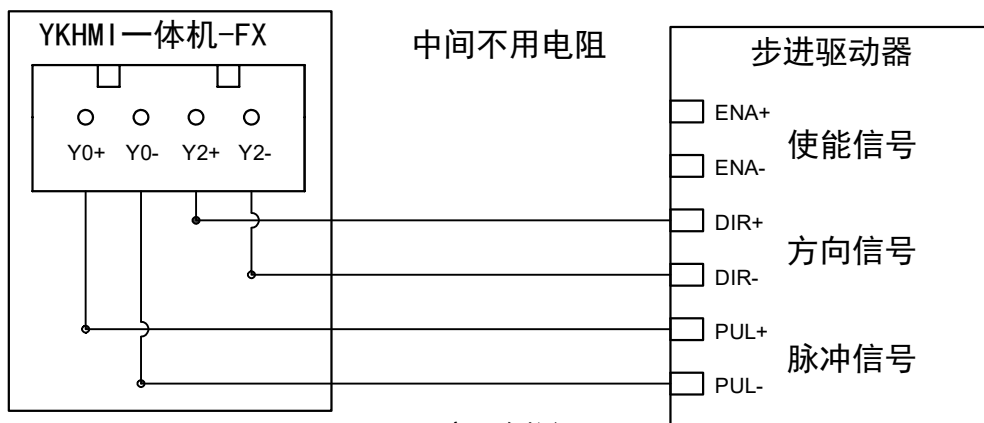 YKHMI一体机-FX
中间不用电阻
步进驱动器
Y0+ Y0- Y2+ Y2-
ENA+
使能信号
ENA-
DIR+
方向信号
DIR-
PUL+
脉冲信号
PUL-